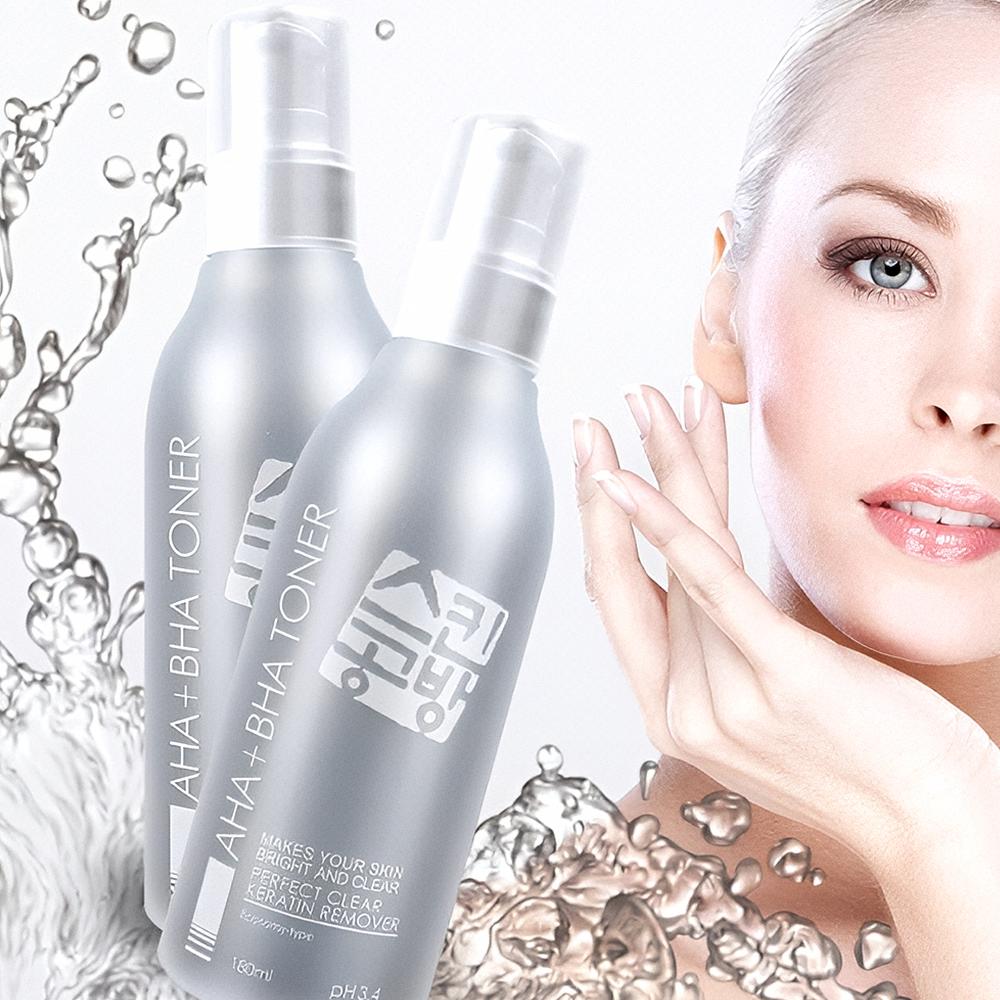 AHA+BHA TONER
AHA+BHA TONER
스킨
공방
MAKES YOUR SKIN
BRIGHT AND CLEAR
PERFECT CLEAR
KERATIN REMOVER
180ml
pH3.4